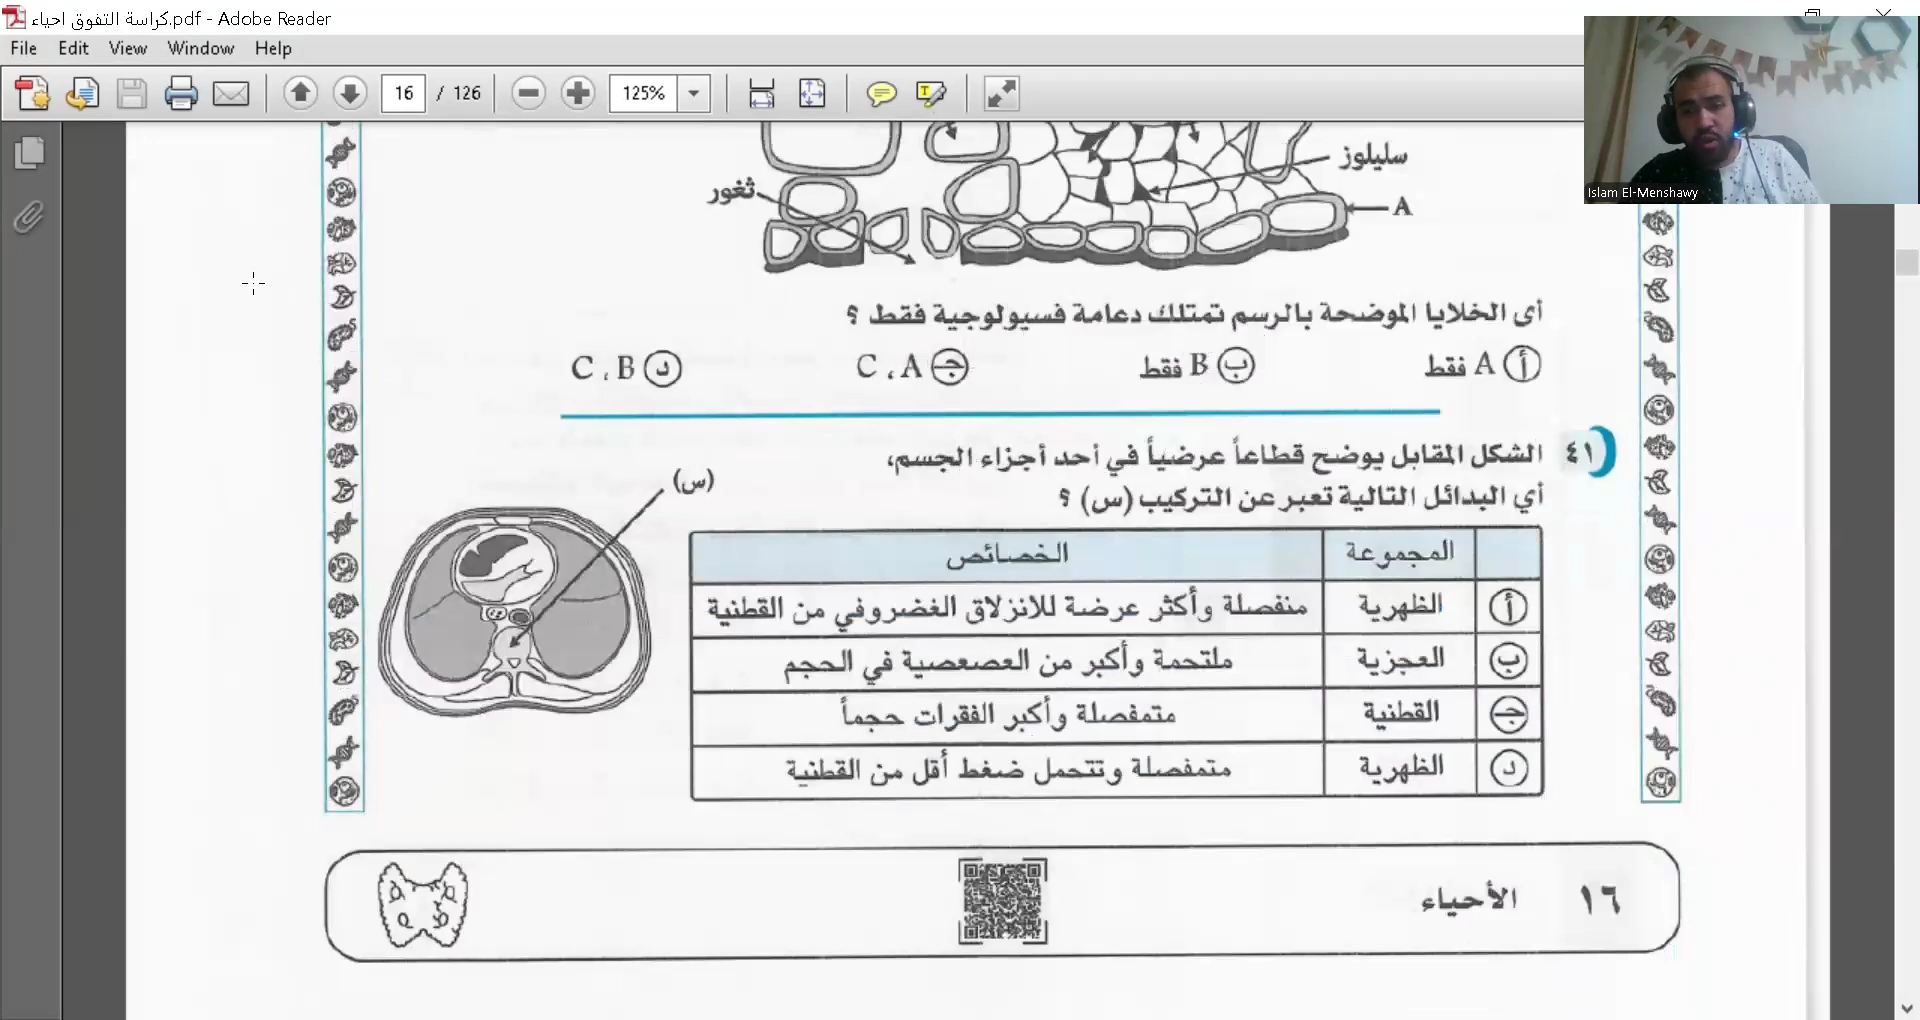 كراسة التفوق احياء.pdf - Adobe Reader
File Edit View Window Help
16 / 126 125%
Islam El-Menshawy
سليلوز
ثغور
A
أى الخلايا الموضحة بالرسم تمتلك دعامة فسيولوجية فقط ؟
أ A فقط
ب B فقط
جـ C ، A
د C ، B
٤١ الشكل المقابل يوضح قطاعاً عرضياً في أحد أجزاء الجسم،
أي البدائل التالية تعبر عن التركيب (س) ؟
(س)
المجموعة الخصائص
أ الظهرية منفصلة وأكثر عرضة للانزلاق الغضروفي من القطنية
ب العجزية ملتحمة وأكبر من العصعصية في الحجم
جـ القطنية متمفصلة وأكبر الفقرات حجماً
د الظهرية متمفصلة وتتحمل ضغط أقل من القطنية
١٦ الأحياء